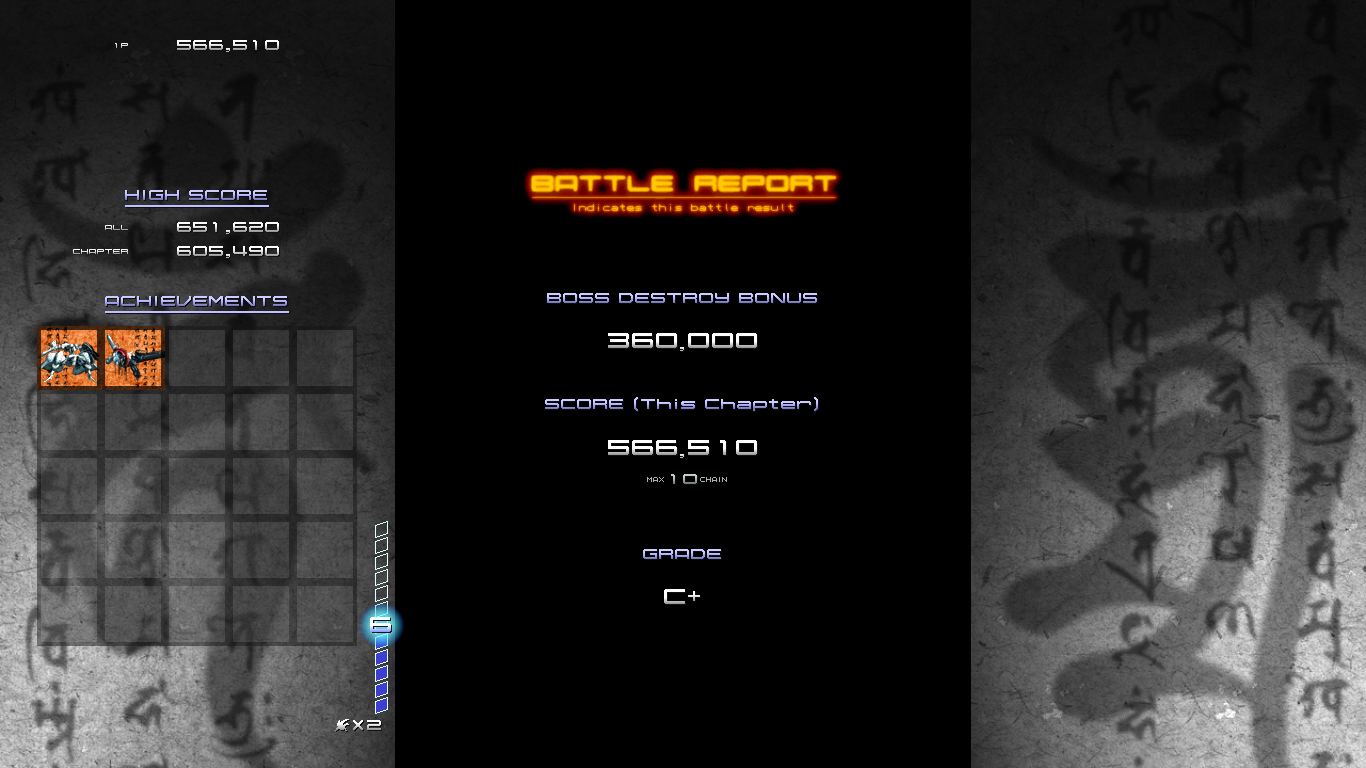 1P 566,510
HIGH SCORE
ALL 651,620
CHAPTER 605,490
ACHIEVEMENTS
6
X2
BATTLE REPORT
Indicates this battle result
BOSS DESTROY BONUS
360,000
SCORE (This Chapter)
566,510
MAX 10 CHAIN
GRADE
C+